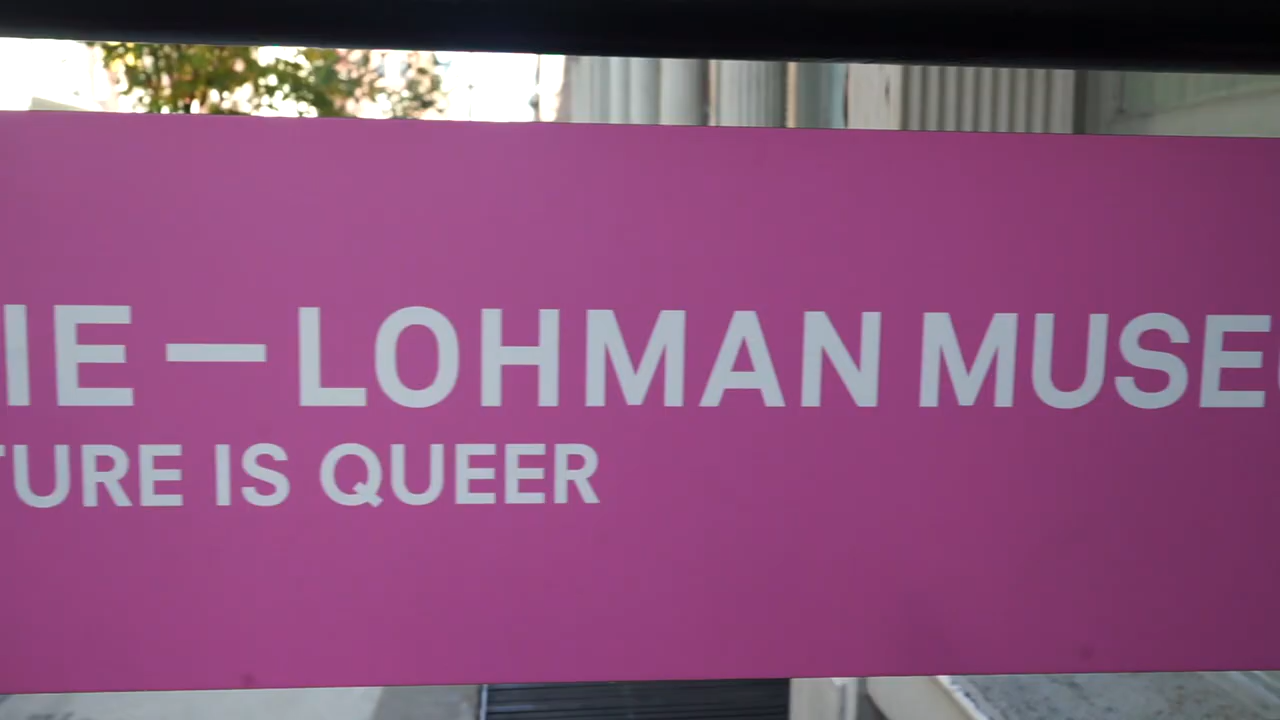 IE — LOHMAN MUSE
TURE IS QUEER